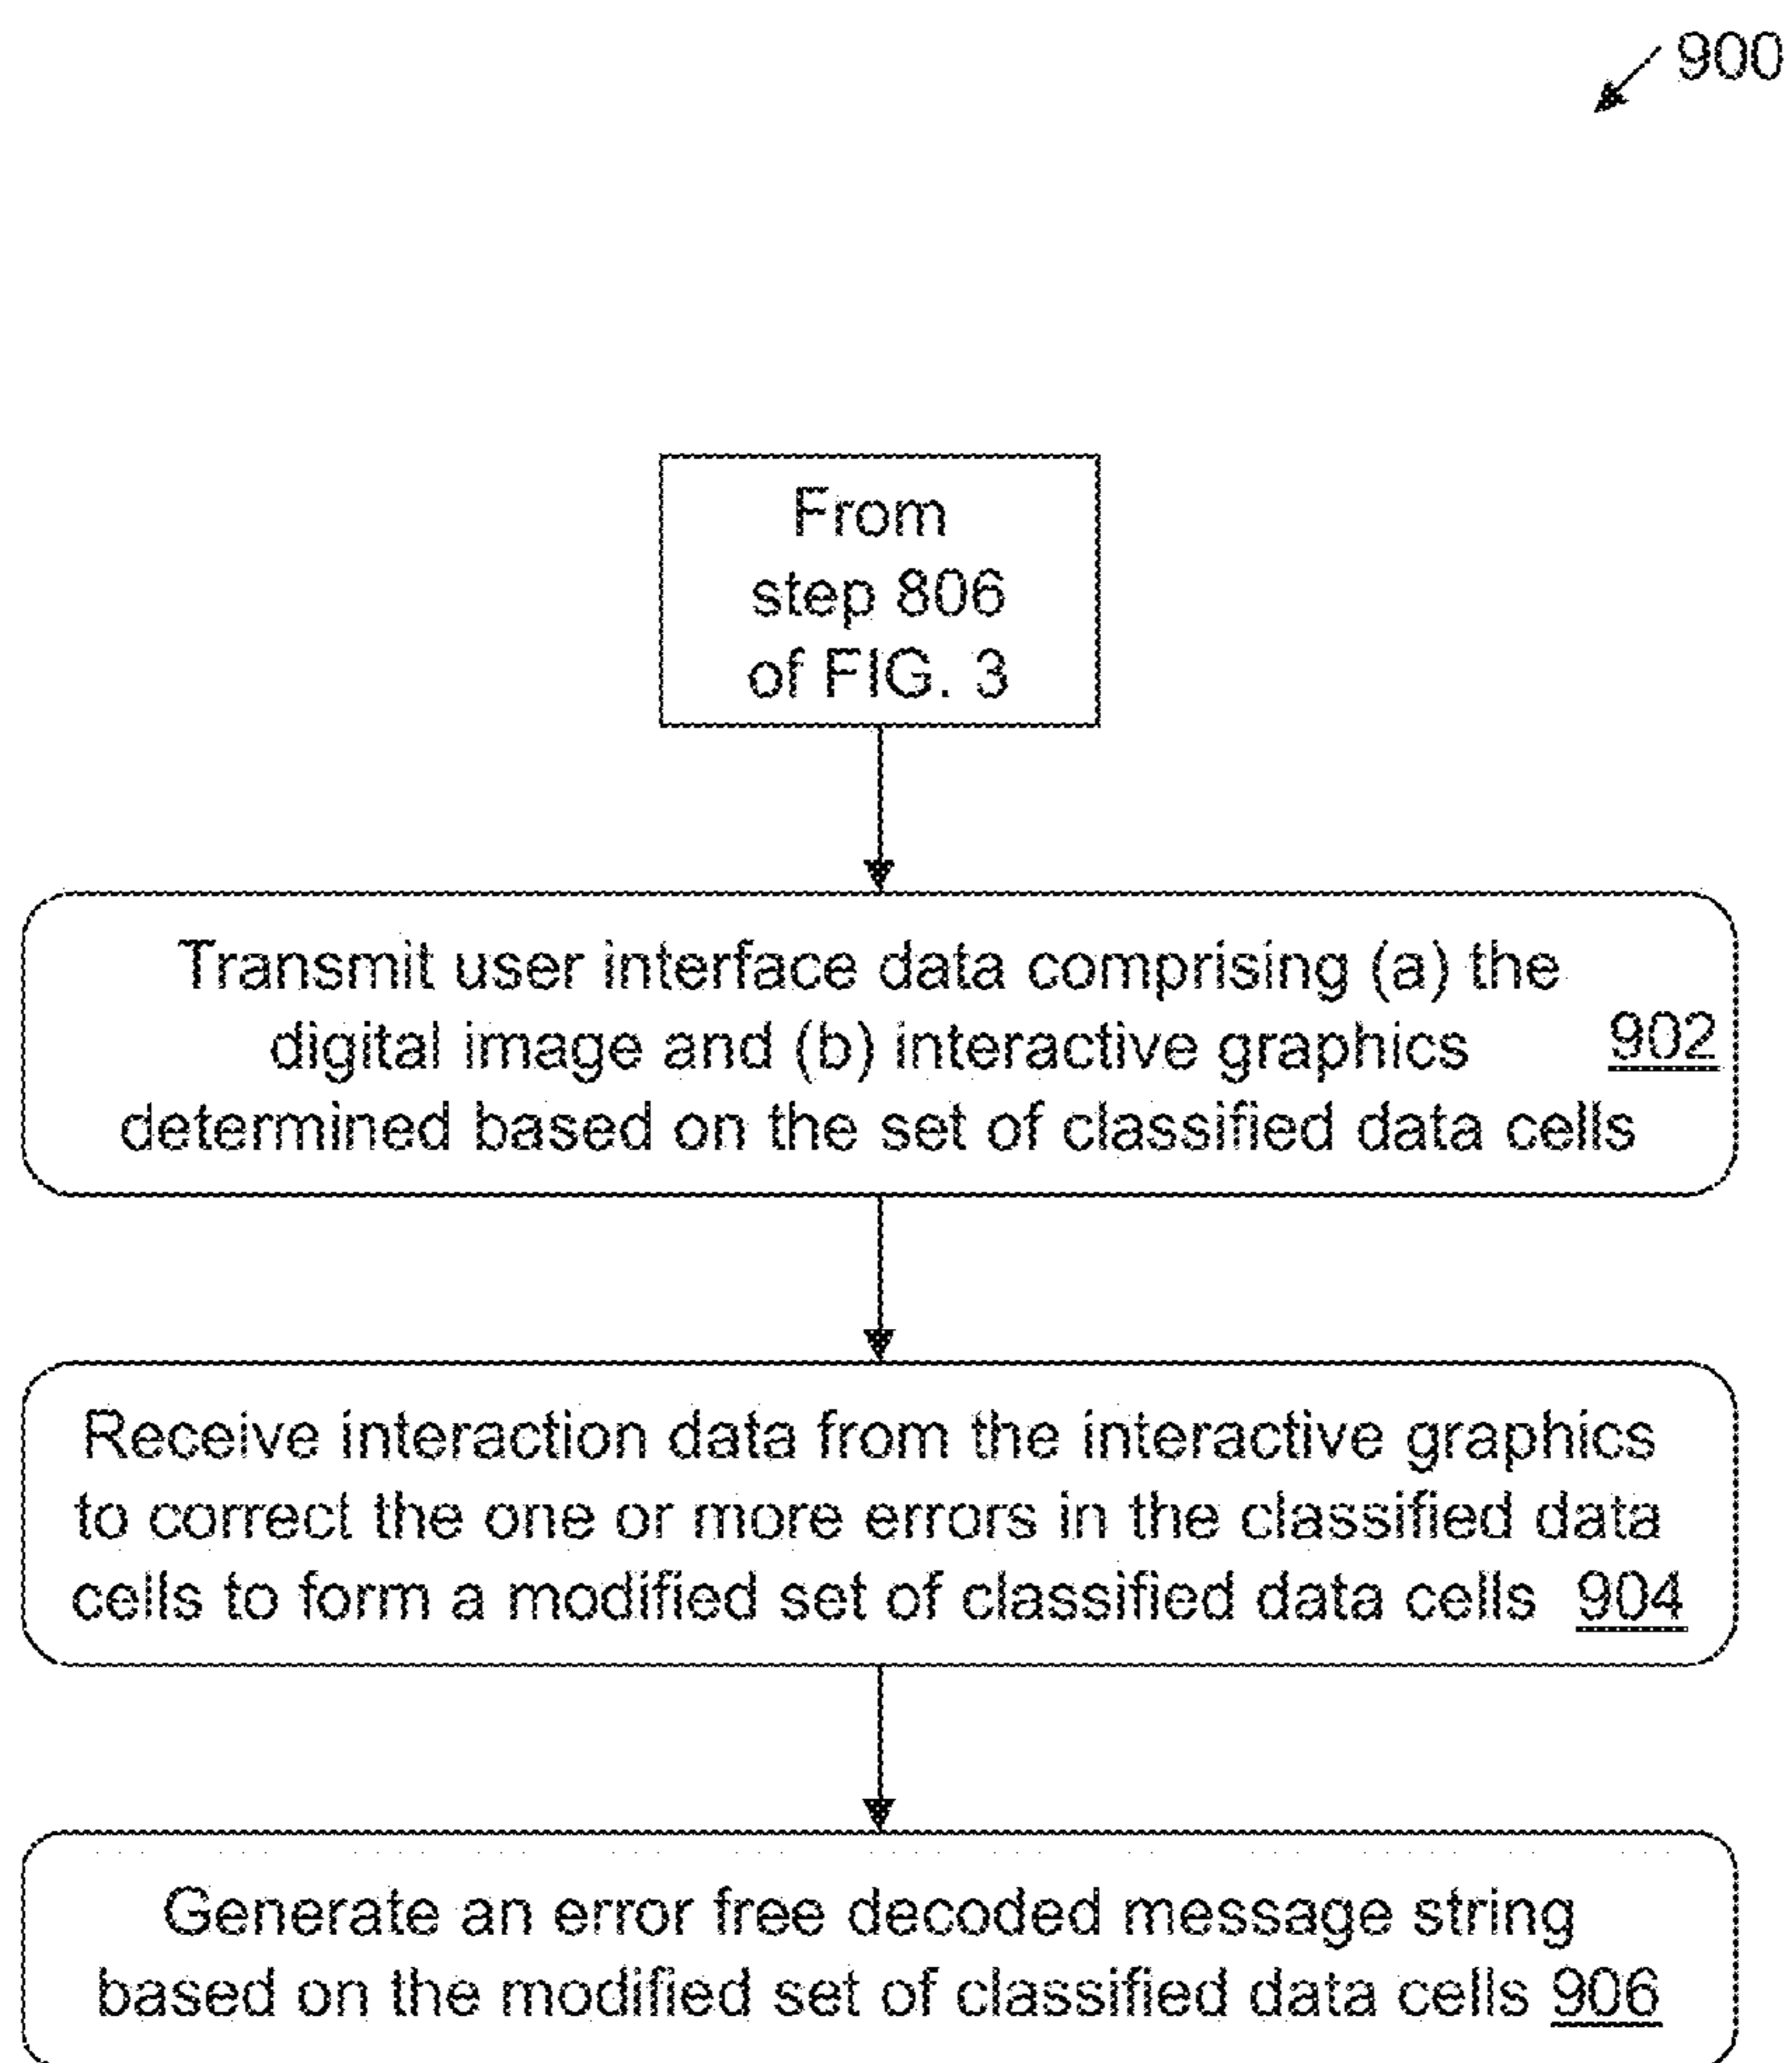 900
From
step 806
of FIG. 3
Transmit user interface data comprising (a) the
digital image and (b) interactive graphics 902
determined based on the set of classified data cells
Receive interaction data from the interactive graphics
to correct the one or more errors in the classified data
cells to form a modified set of classified data cells 904
Generate an error free decoded message string
based on the modified set of classified data cells 906